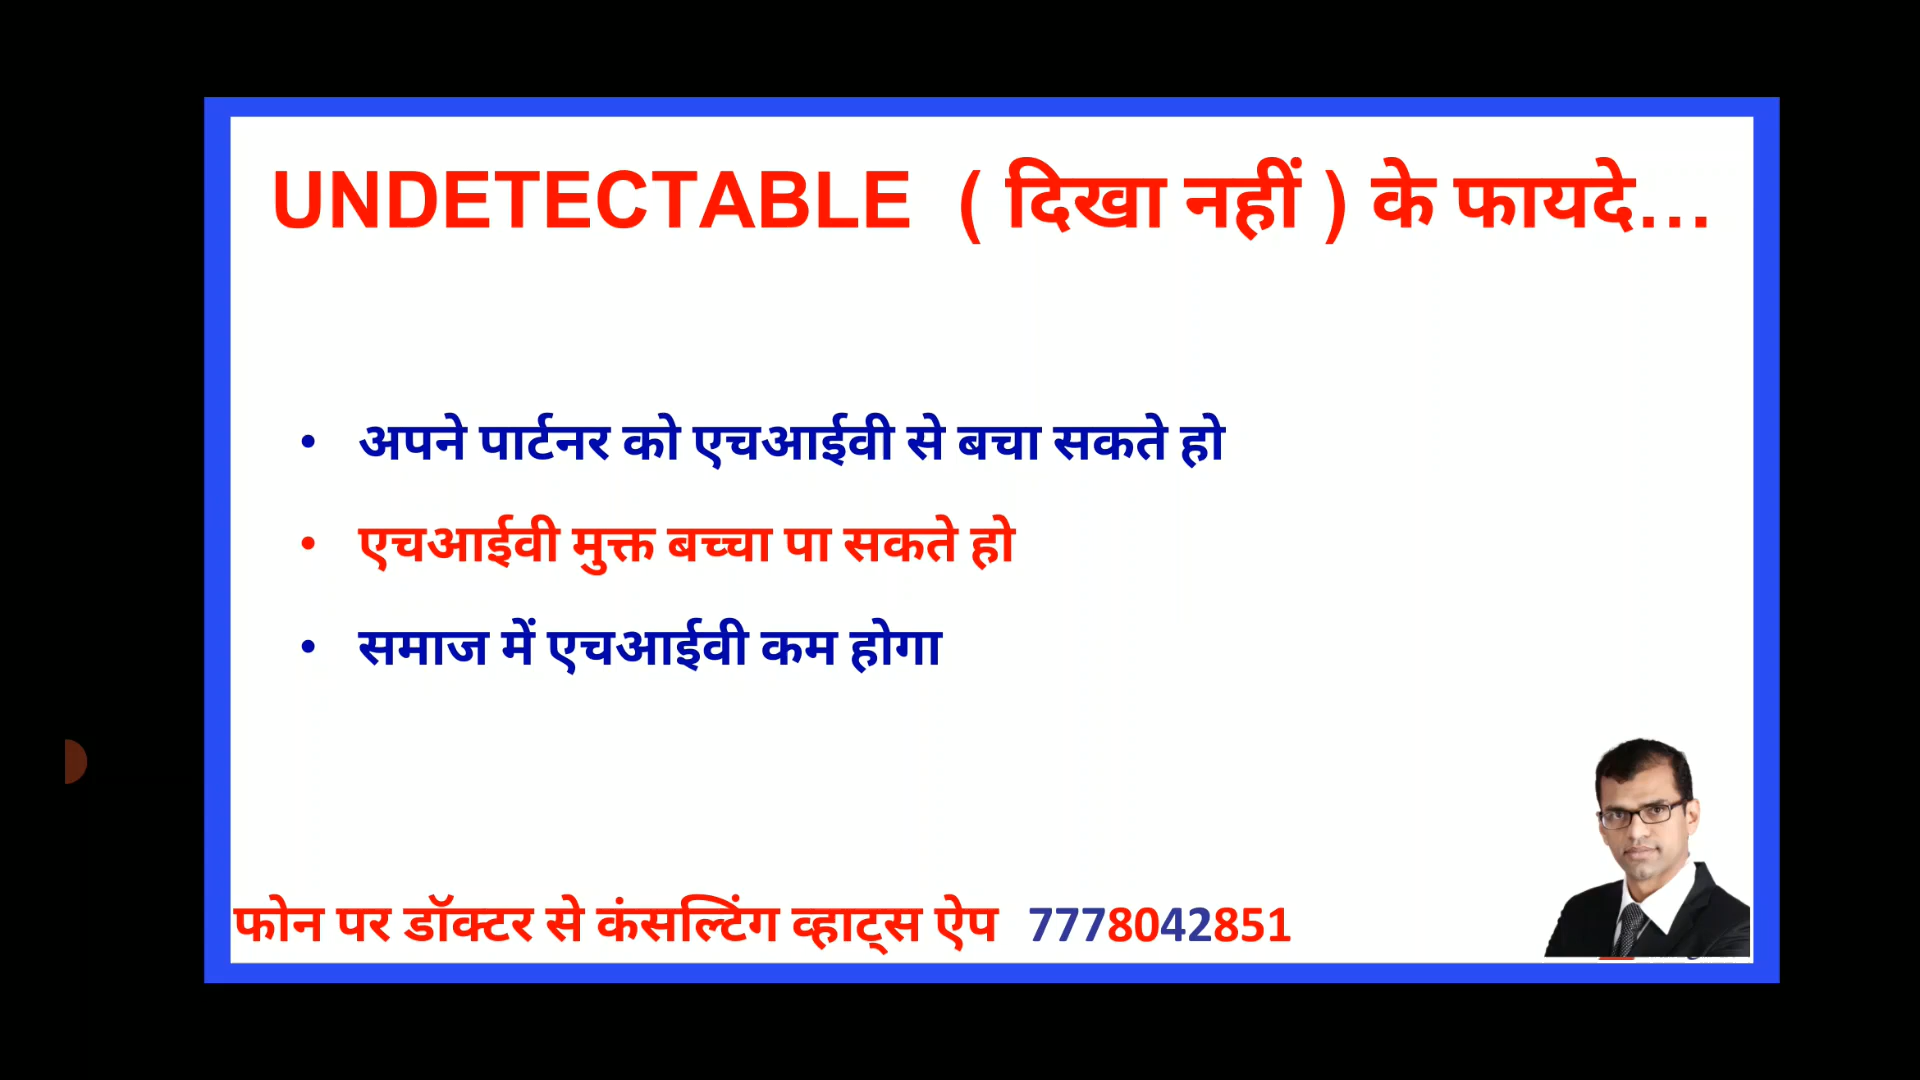 UNDETECTABLE ( दिखा नहीं ) के फायदे...
• अपने पार्टनर को एचआईवी से बचा सकते हो
• एचआईवी मुक्त बच्चा पा सकते हो
• समाज में एचआईवी कम होगा
फोन पर डॉक्टर से कंसल्टिंग व्हाट्स ऐप 7778042851